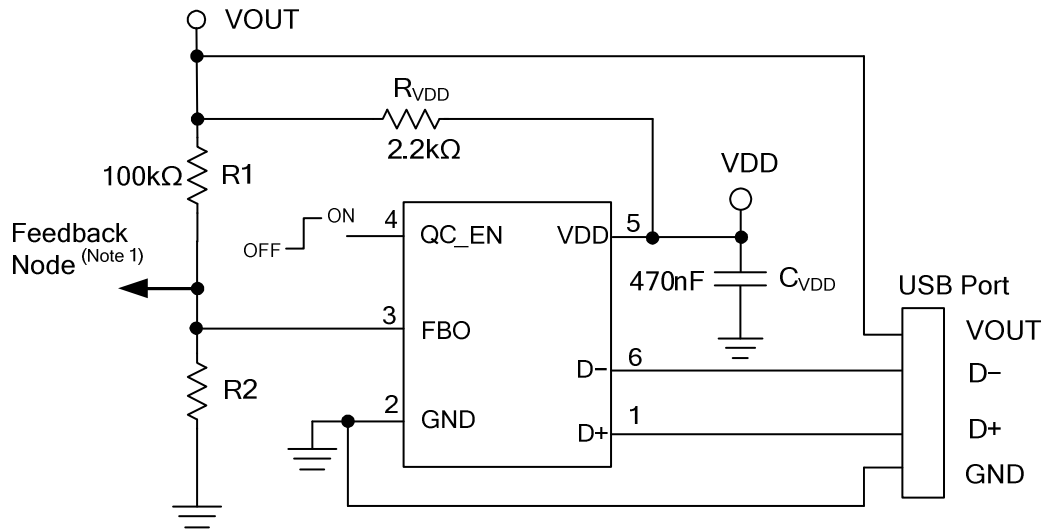 VOUT
RVDD
2.2kΩ
100kΩ R1
VDD
Feedback
Node (Note 1)
OFF ON
4 QC_EN
VDD 5
470nF CVDD
USB Port
VOUT
3 FBO
D− 6
D−
R2
2 GND
D+ 1
D+
GND